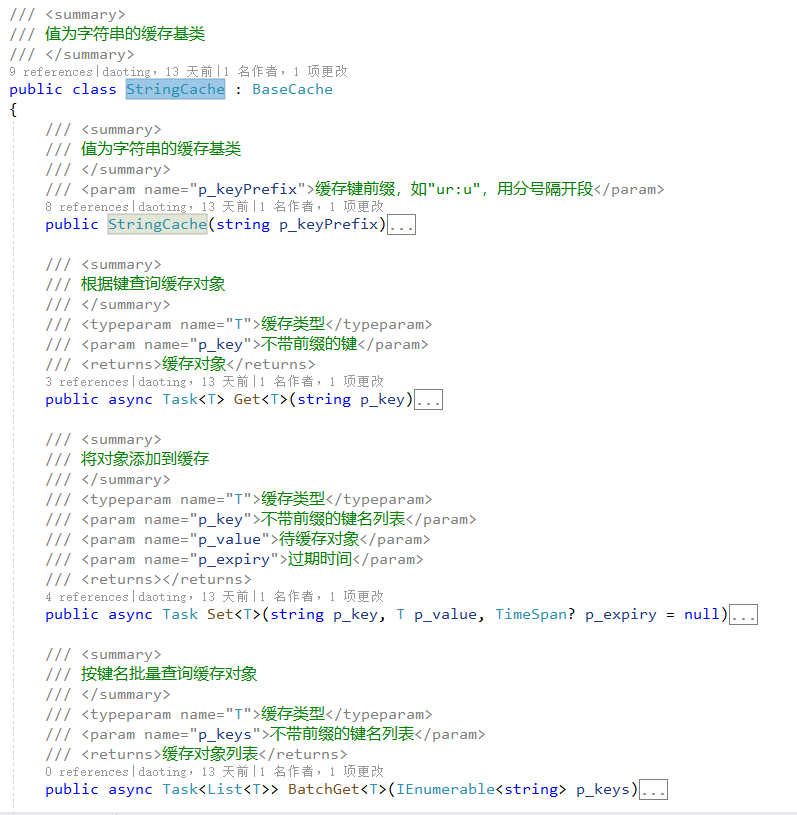 /// <summary>
/// 值为字符串的缓存基类
/// </summary>
9 references|daoting，13 天前|1 名作者，1 项更改
public class StringCache : BaseCache
{
/// <summary>
/// 值为字符串的缓存基类
/// </summary>
/// <param name="p_keyPrefix">缓存键前缀，如"ur:u"，用分号隔开段</param>
8 references|daoting，13 天前|1 名作者，1 项更改
public StringCache(string p_keyPrefix)...
/// <summary>
/// 根据键查询缓存对象
/// </summary>
/// <typeparam name="T">缓存类型</typeparam>
/// <param name="p_key">不带前缀的键</param>
/// <returns>缓存对象</returns>
3 references|daoting，13 天前|1 名作者，1 项更改
public async Task<T> Get<T>(string p_key)...
/// <summary>
/// 将对象添加到缓存
/// </summary>
/// <typeparam name="T">缓存类型</typeparam>
/// <param name="p_key">不带前缀的键名列表</param>
/// <param name="p_value">待缓存对象</param>
/// <param name="p_expiry">过期时间</param>
/// <returns></returns>
4 references|daoting，13 天前|1 名作者，1 项更改
public async Task Set<T>(string p_key, T p_value, TimeSpan? p_expiry = null)...
/// <summary>
/// 按键名批量查询缓存对象
/// </summary>
/// <typeparam name="T">缓存类型</typeparam>
/// <param name="p_keys">不带前缀的键名列表</param>
/// <returns>缓存对象列表</returns>
0 references|daoting，13 天前|1 名作者，1 项更改
public async Task<List<T>> BatchGet<T>(IEnumerable<string> p_keys)...